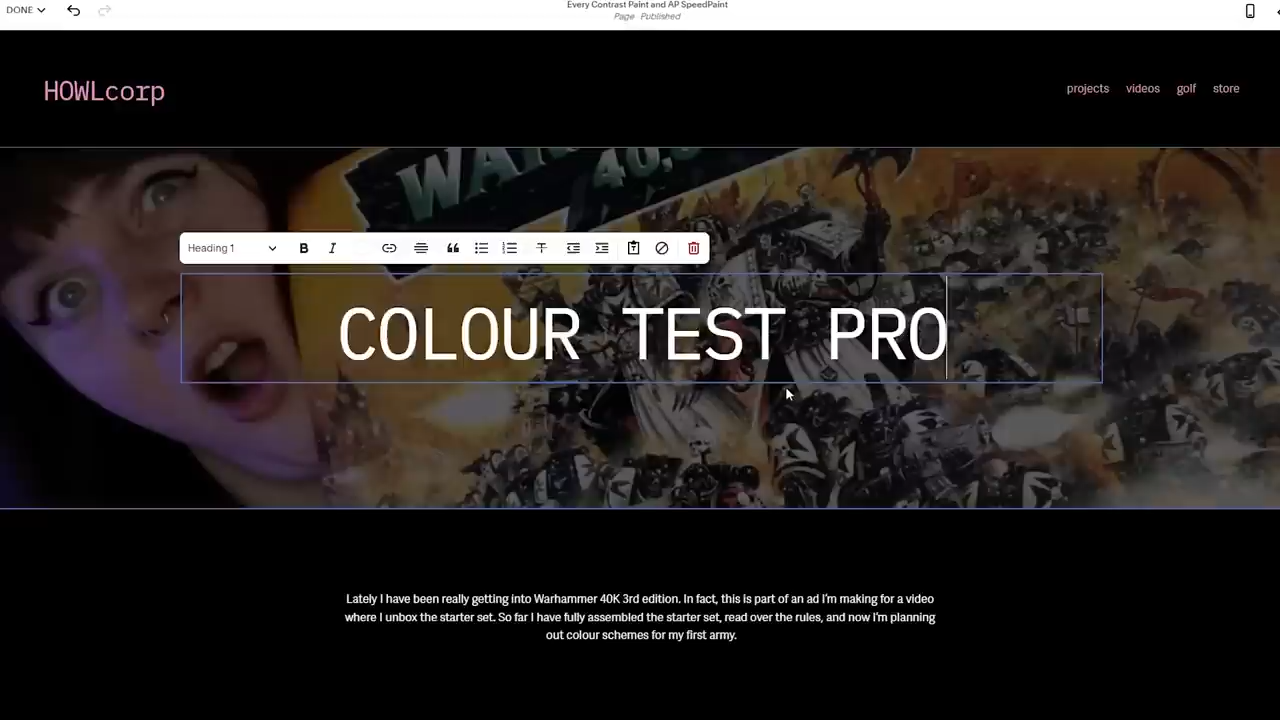 DONE
Every Contrast Paint and AP SpeedPaint
Page Published
HOWLcorp
projects videos golf store
40,0
Heading 1
B I
COLOUR TEST PRO
Lately I have been really getting into Warhammer 40K 3rd edition. In fact, this is part of an ad I'm making for a video
where I unbox the starter set. So far I have fully assembled the starter set, read over the rules, and now I'm planning
out colour schemes for my first army.